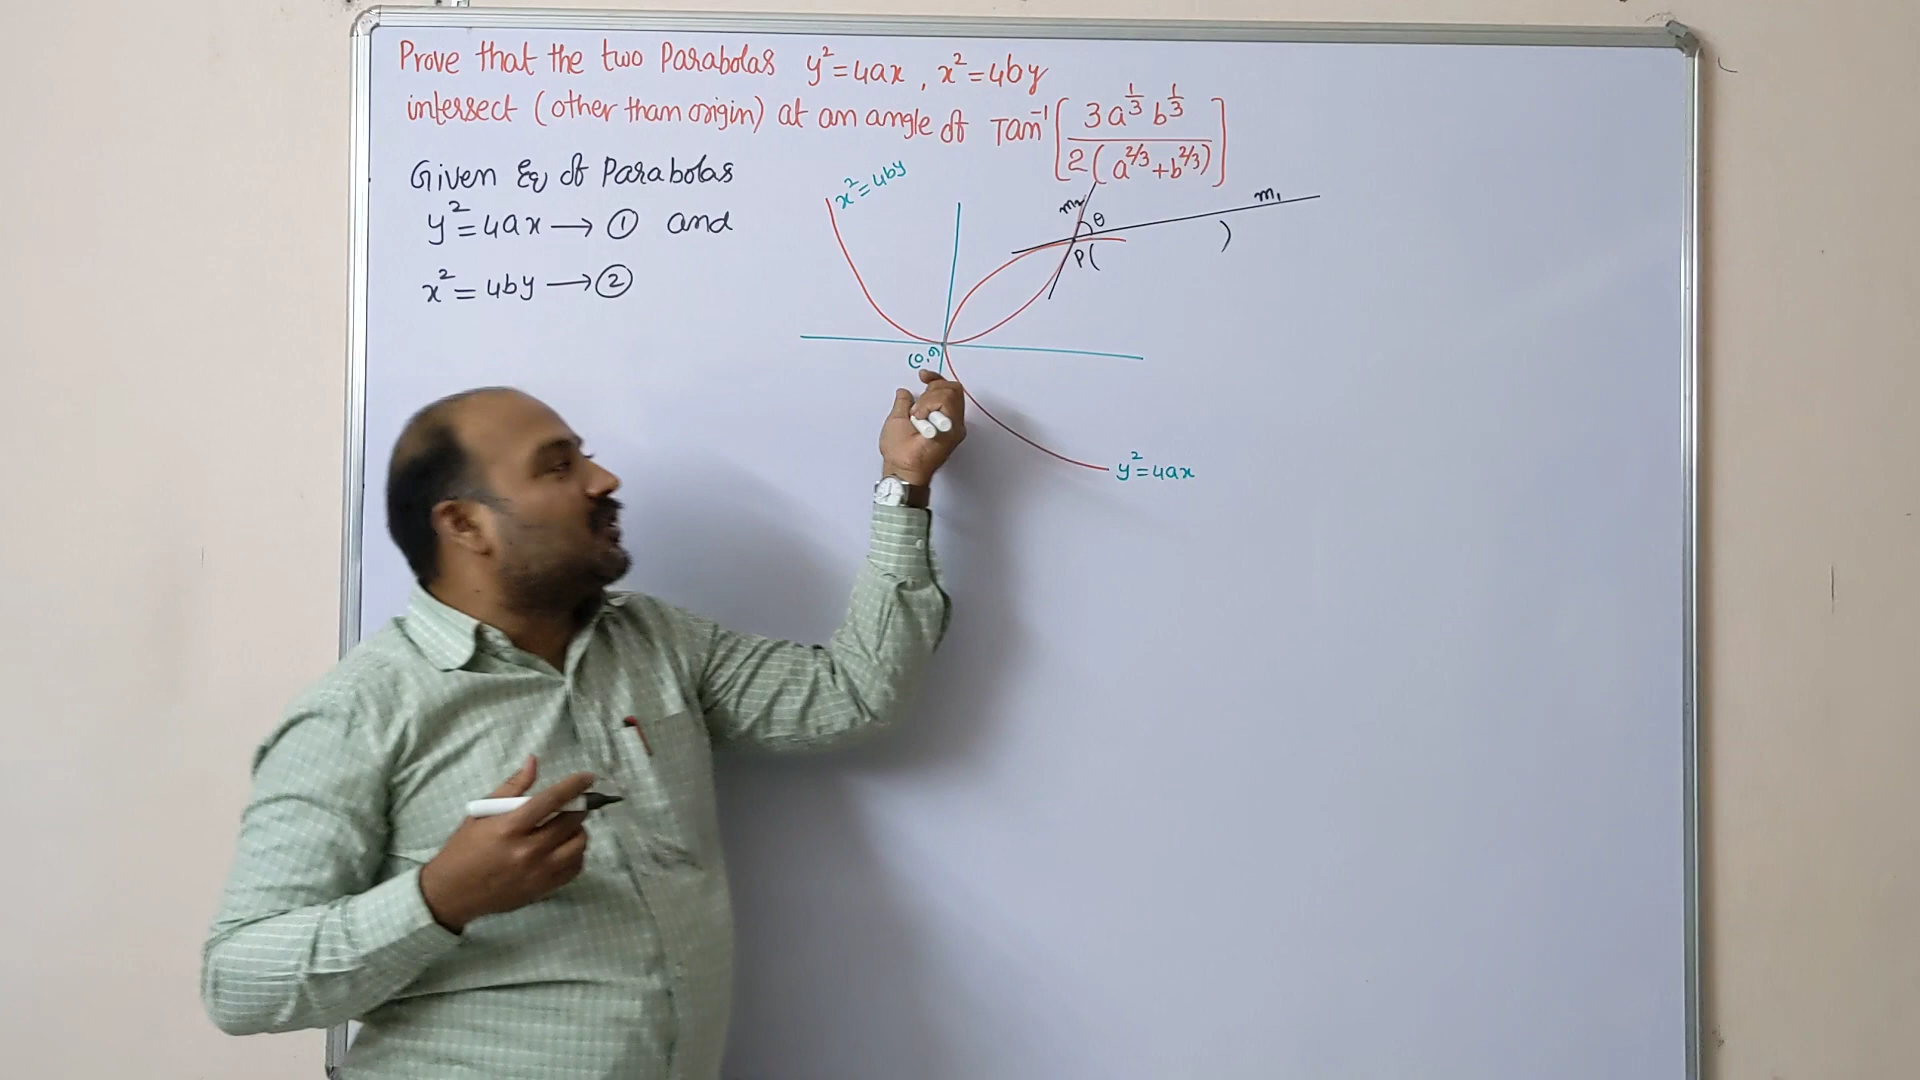 Prove that the two Parabolas y² = 4ax , x² = 4by
intersect (other than origin) at an angle of Tan⁻¹[3a^{1/3} b^{1/3} / 2(a^{2/3} + b^{2/3})]
Given Eq of Parabolas
y² = 4ax → ① and
x² = 4by → ②
x² = 4by
m₂
θ
m₁
P( )
(0,0)
y² = 4ax